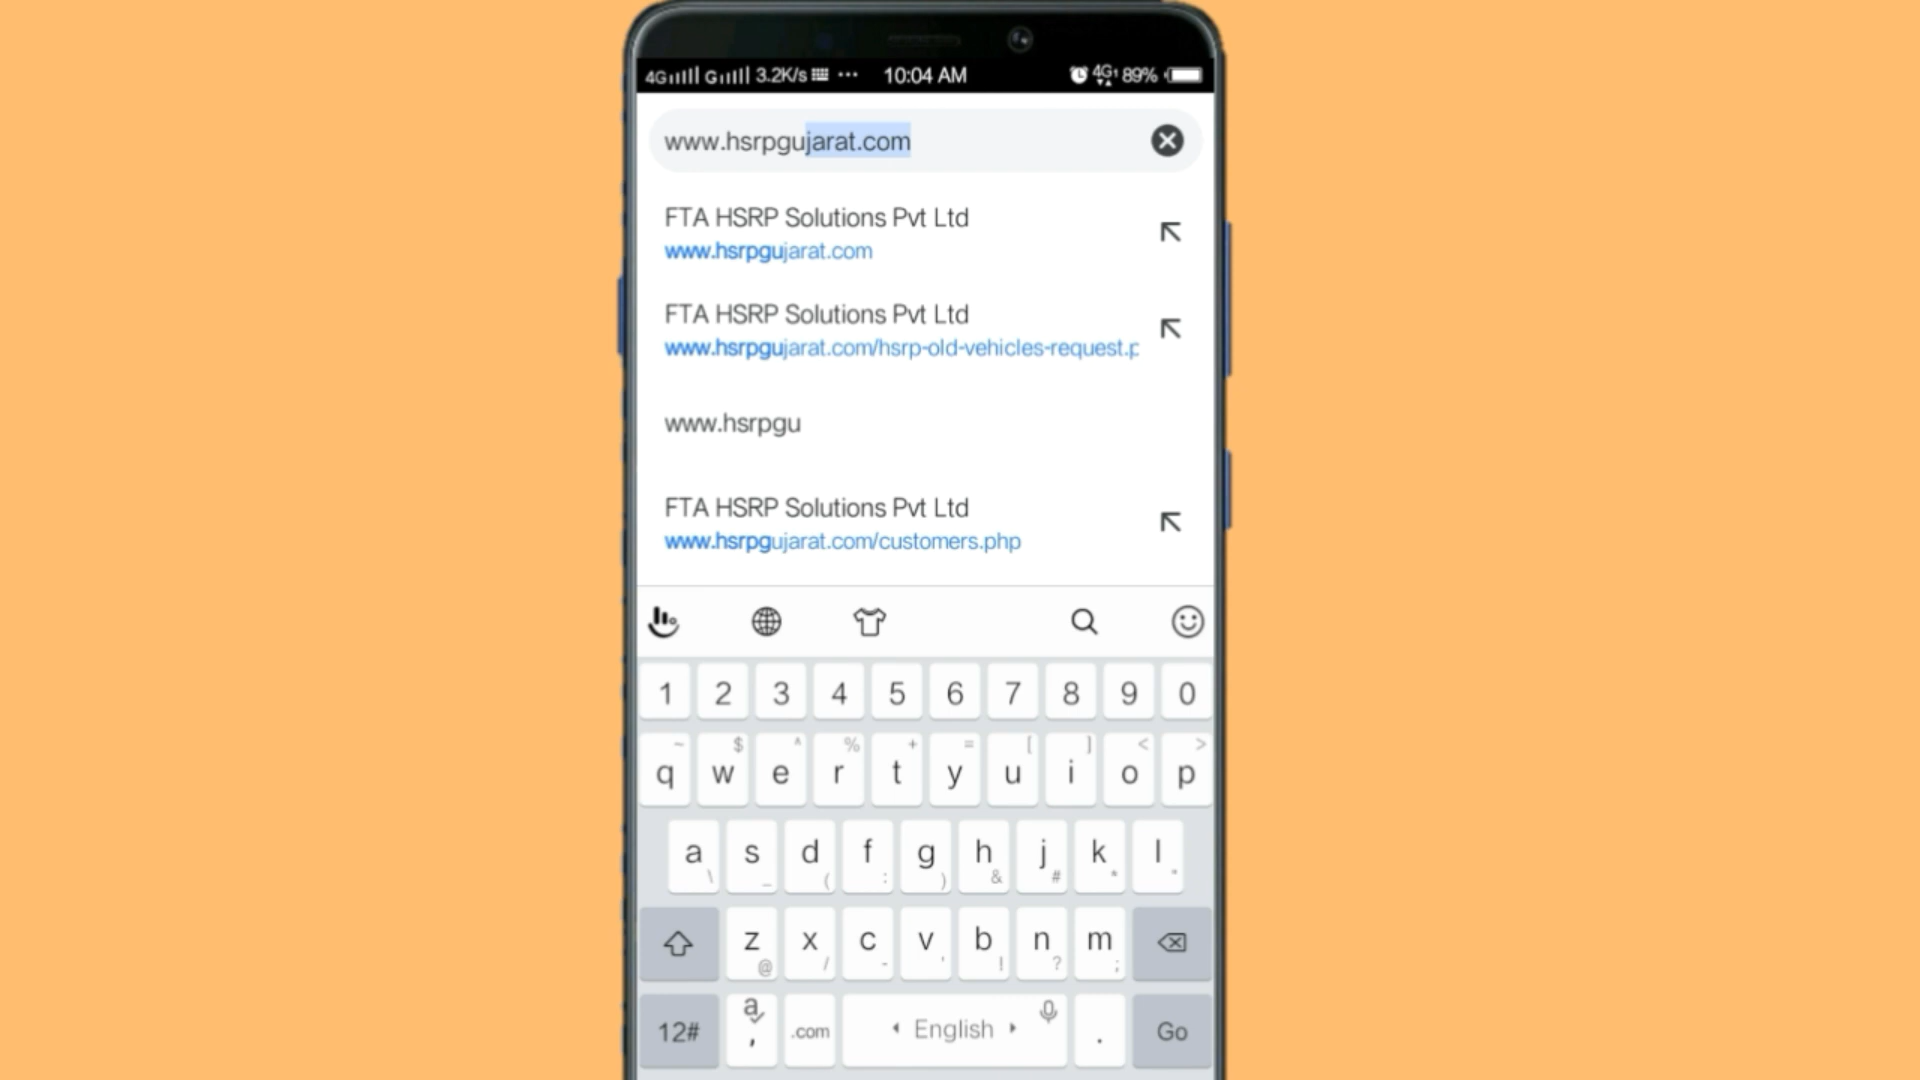 4G G 3.2K/s ... 10:04 AM 4G1 89%
www.hsrpgujarat.com
FTA HSRP Solutions Pvt Ltd
www.hsrpgujarat.com
FTA HSRP Solutions Pvt Ltd
www.hsrpgujarat.com/hsrp-old-vehicles-request.p
www.hsrpgu
FTA HSRP Solutions Pvt Ltd
www.hsrpgujarat.com/customers.php
1 2 3 4 5 6 7 8 9 0
~ $ ^ % + = [ ] < >
q w e r t y u i o p
a s d f g h j k l
\ _ ( : ) & # * "
z x c v b n m
@ / - ' ! ? ;
12# a , .com English . Go